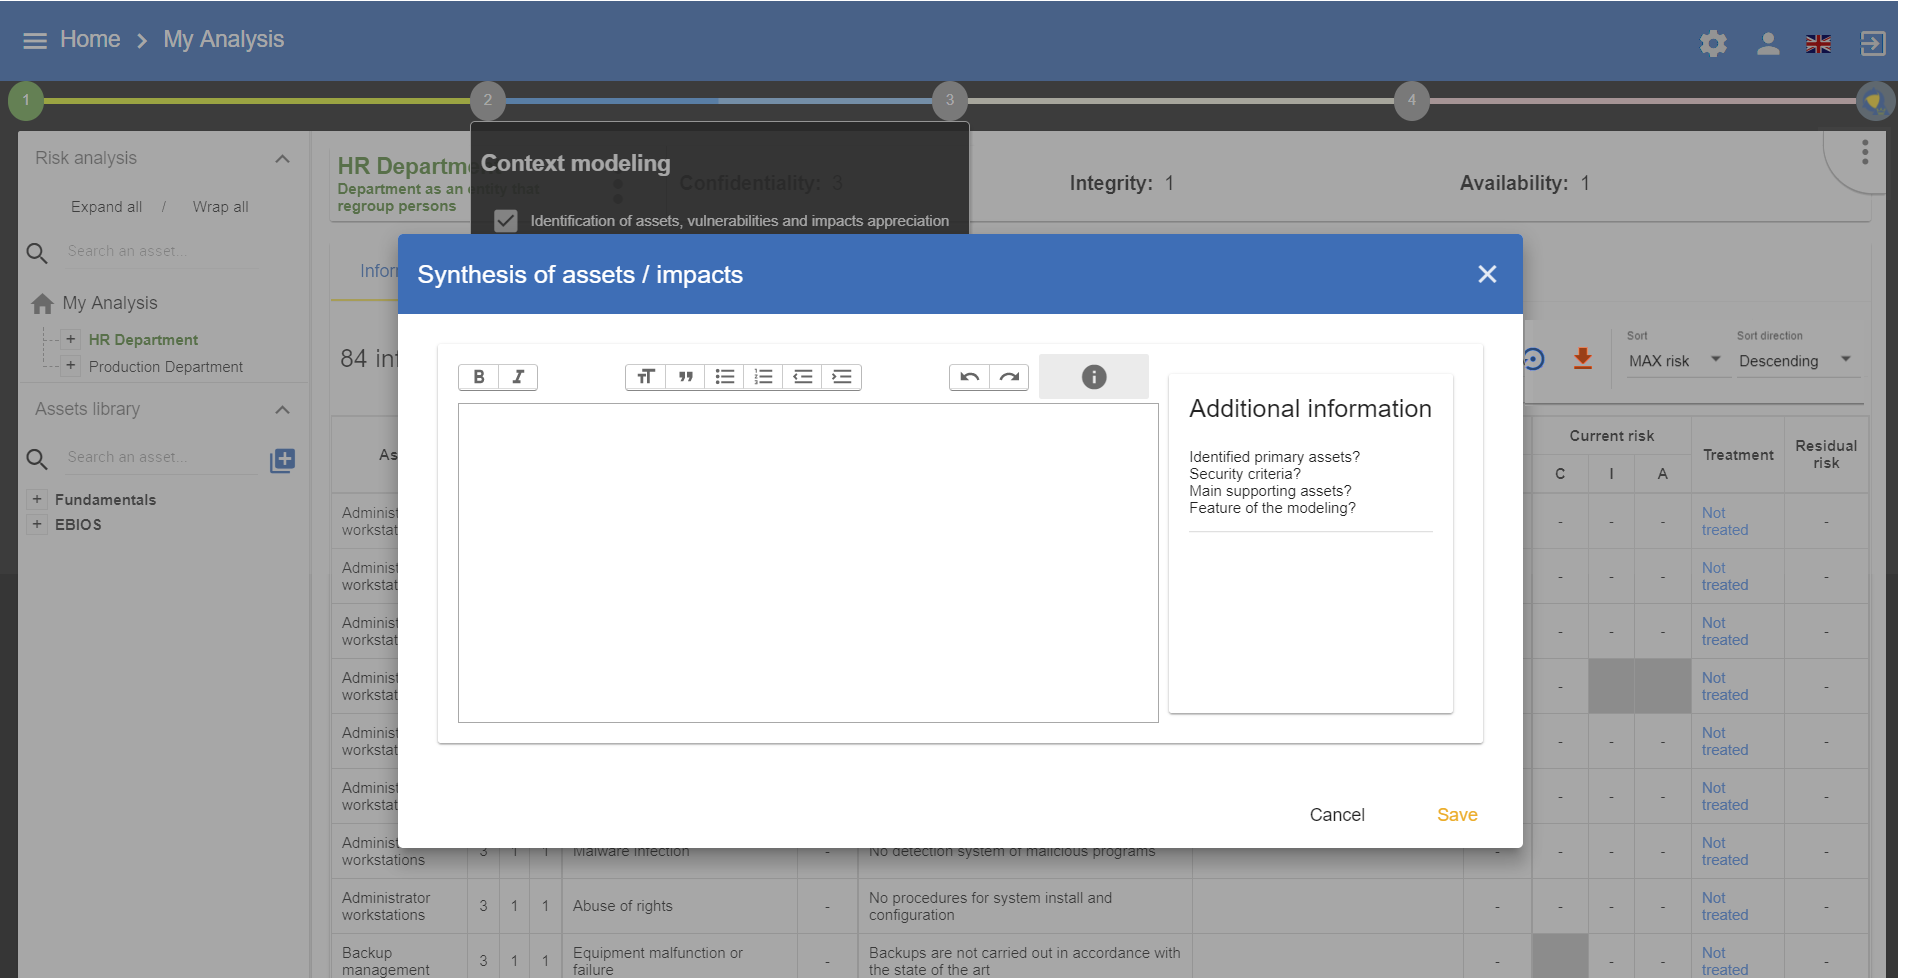 Home > My Analysis
1
2
3
4
Risk analysis
Expand all / Wrap all
Search an asset...
My Analysis
+ HR Department
+ Production Department
Assets library
Search an asset...
+ Fundamentals
+ EBIOS
HR Departm
Department as an entity that
regroup persons
Confidentiality: 3
Integrity: 1
Availability: 1
Context modeling
Identification of assets, vulnerabilities and impacts appreciation
Infor
84 inf
Sort
MAX risk
Sort direction
Descending
Synthesis of assets / impacts
B I
Additional information
Identified primary assets?
Security criteria?
Main supporting assets?
Feature of the modeling?
Cancel
Save
As
Current risk
C I A
Treatment
Residual
risk
Administ
workstat
- - -
Not
treated
-
Administ
workstat
- - -
Not
treated
-
Administ
workstat
- - -
Not
treated
-
Administ
workstat
-
Not
treated
-
Administ
workstat
- - -
Not
treated
-
Administ
workstat
- - -
Not
treated
-
Administ
workstations
3 1 1
Malware infection
-
No detection system of malicious programs
-
- - -
Not
treated
-
Administrator
workstations
3 1 1
Abuse of rights
-
No procedures for system install and
configuration
-
- - -
Not
treated
-
Backup
management
3 1 1
Equipment malfunction or
failure
-
Backups are not carried out in accordance with
the state of the art
-
- -
Not
treated
-